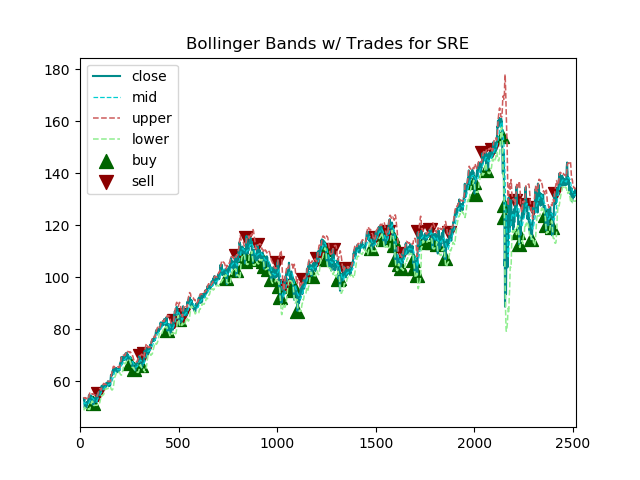 Bollinger Bands w/ Trades for SRE
close
mid
upper
lower
buy
sell
180
160
140
120
100
80
60
0 500 1000 1500 2000 2500